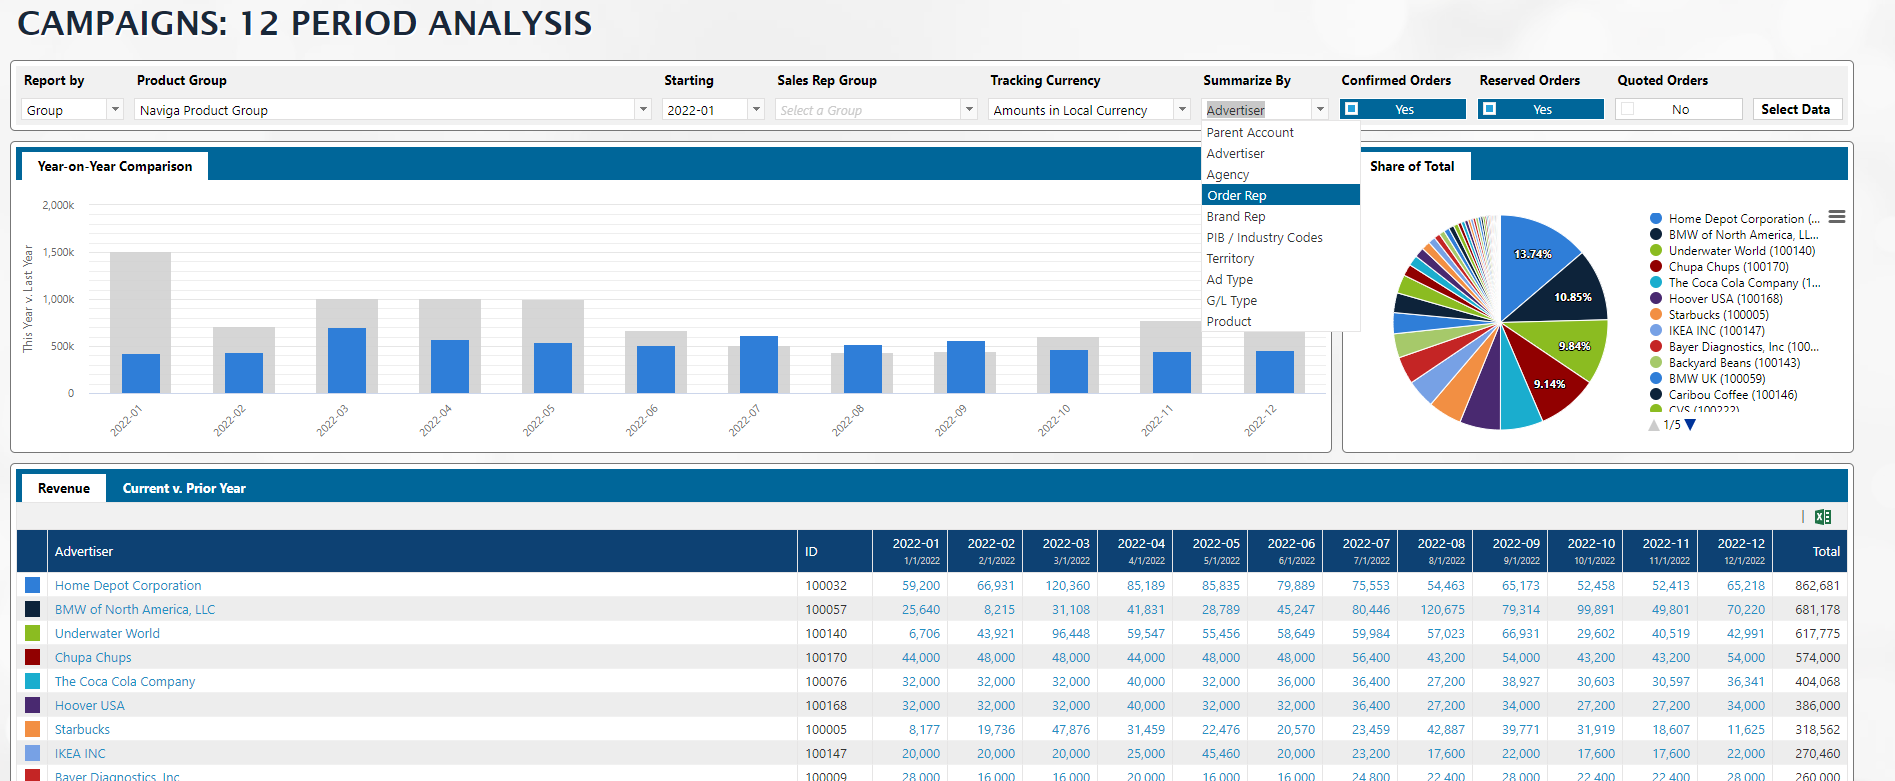 CAMPAIGNS: 12 PERIOD ANALYSIS
Report by Product Group Starting Sales Rep Group Tracking Currency Summarize By Confirmed Orders Reserved Orders Quoted Orders
Group Naviga Product Group 2022-01 Select a Group Amounts in Local Currency Advertiser Yes Yes No Select Data
Parent Account
Advertiser
Agency
Order Rep
Brand Rep
PIB / Industry Codes
Territory
Ad Type
G/L Type
Product
Year-on-Year Comparison
This Year v. Last Year
2,000k
1,500k
1,000k
500k
0
2022-01 2022-02 2022-03 2022-04 2022-05 2022-06 2022-07 2022-08 2022-09 2022-10 2022-11 2022-12
Share of Total
13.74%
10.85%
9.84%
9.14%
Home Depot Corporation (...
BMW of North America, LL...
Underwater World (100140)
Chupa Chups (100170)
The Coca Cola Company (1...
Hoover USA (100168)
Starbucks (100005)
IKEA INC (100147)
Bayer Diagnostics, Inc (100...
Backyard Beans (100143)
BMW UK (100059)
Caribou Coffee (100146)
CVS (100222)
1/5
Revenue Current v. Prior Year
Advertiser ID 2022-01 2022-02 2022-03 2022-04 2022-05 2022-06 2022-07 2022-08 2022-09 2022-10 2022-11 2022-12 Total
1/1/2022 2/1/2022 3/1/2022 4/1/2022 5/1/2022 6/1/2022 7/1/2022 8/1/2022 9/1/2022 10/1/2022 11/1/2022 12/1/2022
Home Depot Corporation 100032 59,200 66,931 120,360 85,189 85,835 79,889 75,553 54,463 65,173 52,458 52,413 65,218 862,681
BMW of North America, LLC 100057 25,640 8,215 31,108 41,831 28,789 45,247 80,446 120,675 79,314 99,891 49,801 70,220 681,178
Underwater World 100140 6,706 43,921 96,448 59,547 55,456 58,649 59,984 57,023 66,931 29,602 40,519 42,991 617,775
Chupa Chups 100170 44,000 48,000 48,000 44,000 48,000 48,000 56,400 43,200 54,000 43,200 43,200 54,000 574,000
The Coca Cola Company 100076 32,000 32,000 32,000 40,000 32,000 36,000 36,400 27,200 38,927 30,603 30,597 36,341 404,068
Hoover USA 100168 32,000 32,000 32,000 40,000 32,000 32,000 36,400 27,200 34,000 27,200 27,200 34,000 386,000
Starbucks 100005 8,177 19,736 47,876 31,459 22,476 20,570 23,459 42,887 39,771 31,919 18,607 11,625 318,562
IKEA INC 100147 20,000 20,000 20,000 25,000 45,460 20,000 23,200 17,600 22,000 17,600 17,600 22,000 270,460
Bayer Diagnostics, Inc 100009 28,000 16,000 16,000 20,000 16,000 16,000 24,800 22,400 28,000 22,400 22,400 28,000 260,000